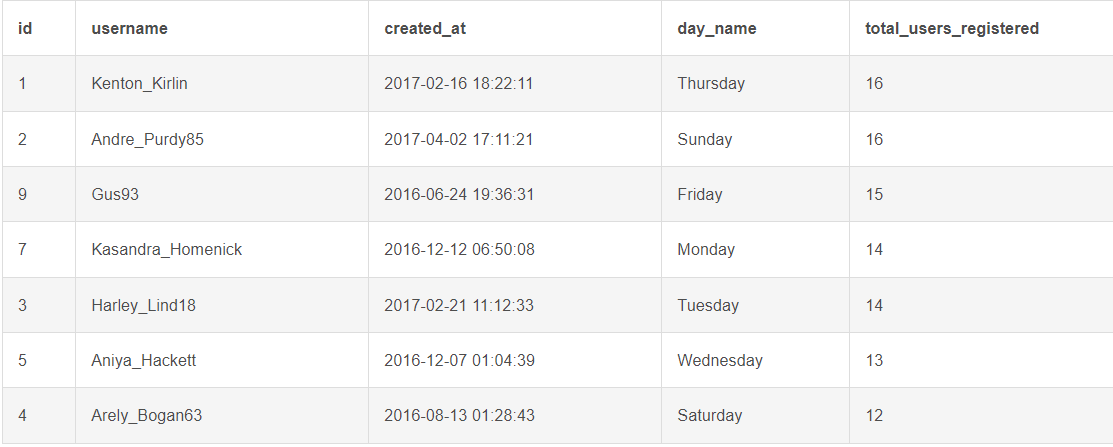 id username created_at day_name total_users_registered
1 Kenton_Kirlin 2017-02-16 18:22:11 Thursday 16
2 Andre_Purdy85 2017-04-02 17:11:21 Sunday 16
9 Gus93 2016-06-24 19:36:31 Friday 15
7 Kasandra_Homenick 2016-12-12 06:50:08 Monday 14
3 Harley_Lind18 2017-02-21 11:12:33 Tuesday 14
5 Aniya_Hackett 2016-12-07 01:04:39 Wednesday 13
4 Arely_Bogan63 2016-08-13 01:28:43 Saturday 12